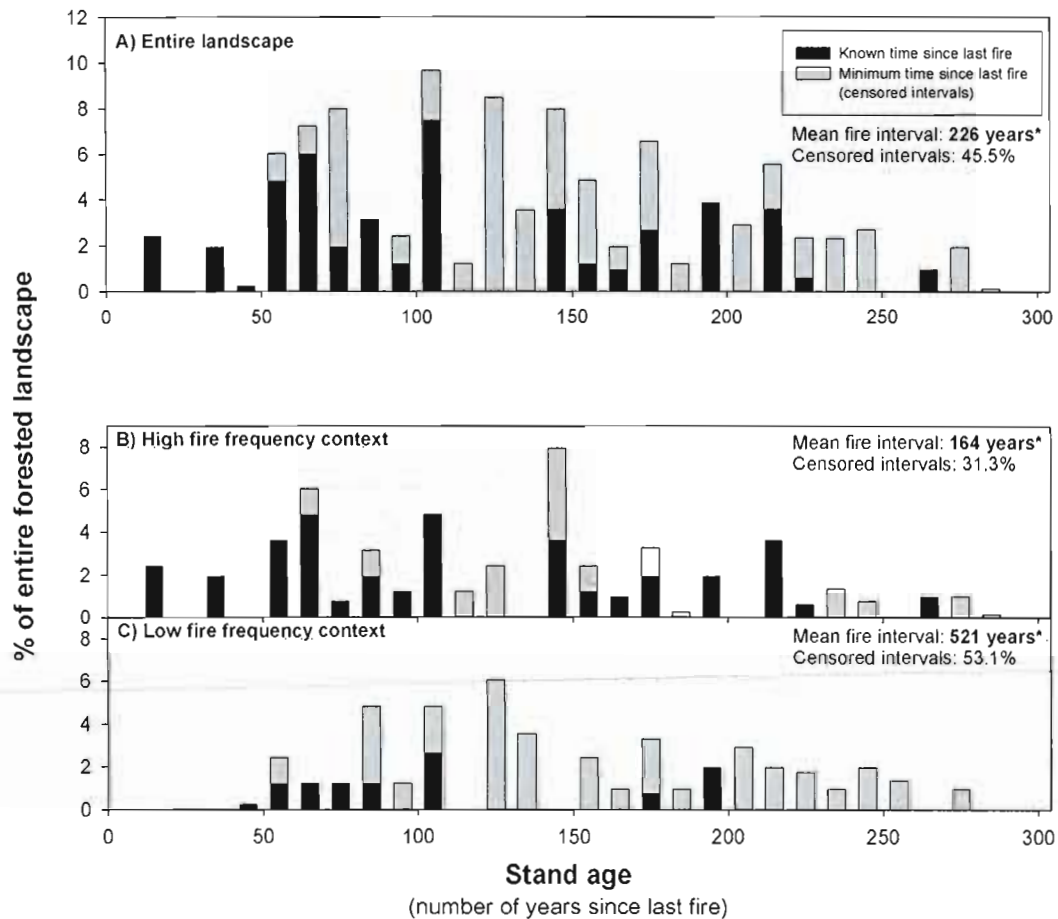 A) Entire landscape
Known time since last fire
Minimum time since last fire
(censored intervals)
Mean fire interval: 226 years*
Censored intervals: 45.5%
12
10
8
6
4
2
0
0
50
100
150
200
250
300
% of entire forested landscape
B) High fire frequency context
Mean fire interval: 164 years*
Censored intervals: 31.3%
8
6
4
2
0
C) Low fire frequency context
Mean fire interval: 521 years*
Censored intervals: 53.1%
8
6
4
2
0
0
50
100
150
200
250
300
Stand age
(number of years since last fire)